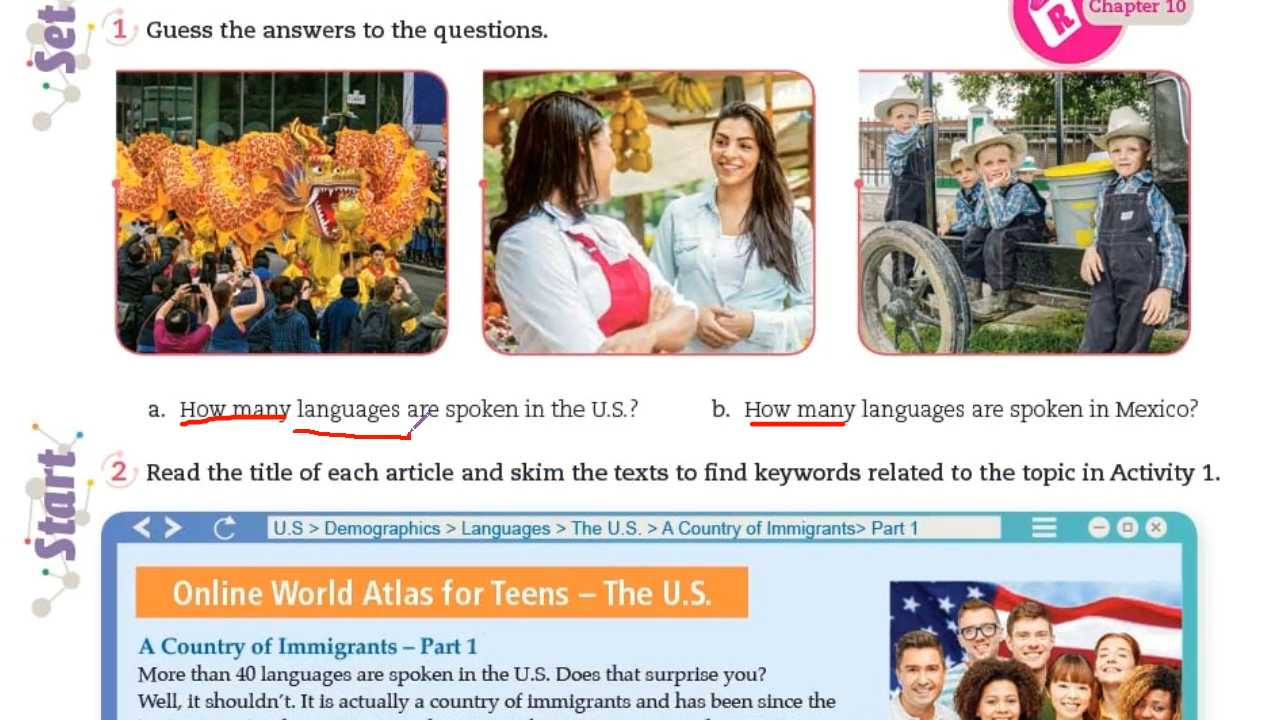 Set
Chapter 10
R
1 Guess the answers to the questions.
a. How many languages are spoken in the U.S.?
b. How many languages are spoken in Mexico?
Start
2 Read the title of each article and skim the texts to find keywords related to the topic in Activity 1.
U.S > Demographics > Languages > The U.S. > A Country of Immigrants> Part 1
Online World Atlas for Teens – The U.S.
A Country of Immigrants – Part 1
More than 40 languages are spoken in the U.S. Does that surprise you?
Well, it shouldn't. It is actually a country of immigrants and has been since the